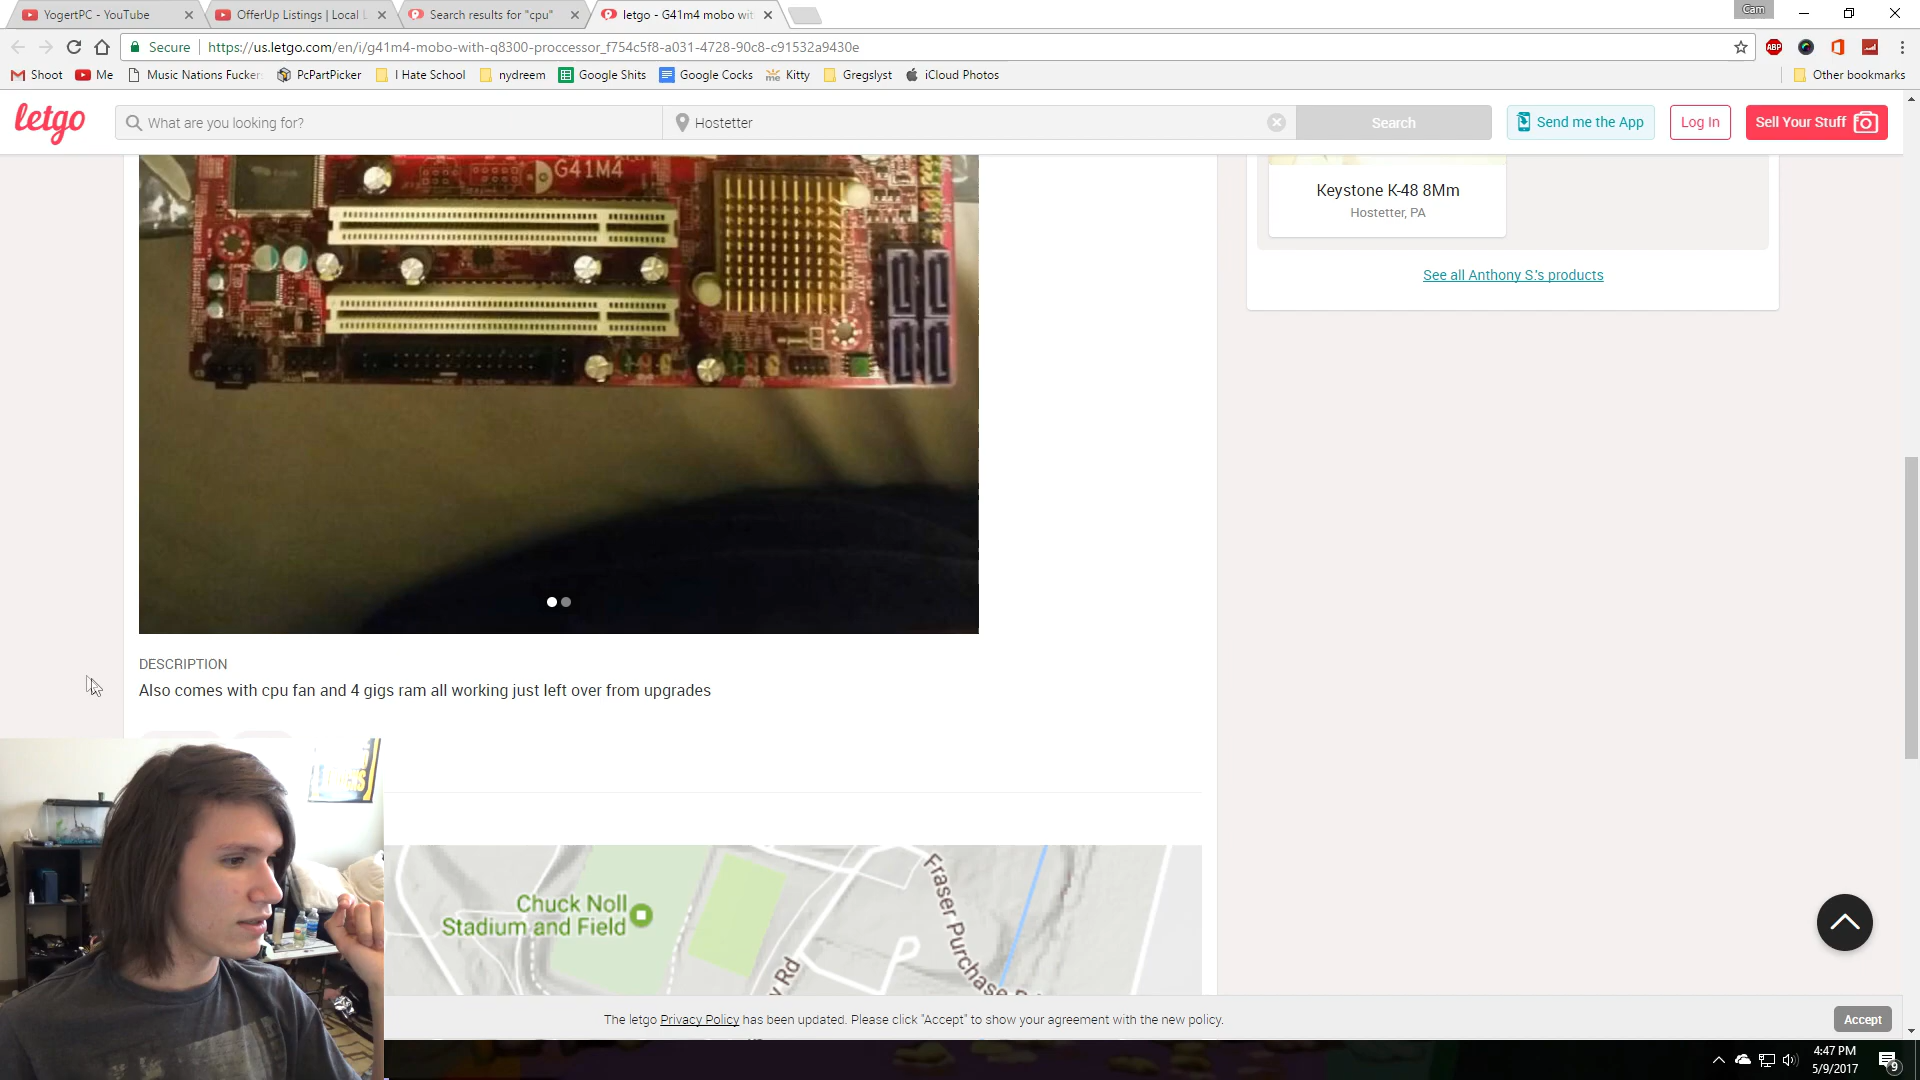 YogertPC - YouTube
OfferUp Listings | Local L
Search results for "cpu"
letgo - G41m4 mobo wit
Cam
Secure
https://us.letgo.com/en/i/g41m4-mobo-with-q8300-proccessor_f754c5f8-a031-4728-90c8-c91532a9430e
ABP
Shoot
Me
Music Nations Fucker
PcPartPicker
I Hate School
nydreem
Google Shits
Google Cocks
me Kitty
Gregslyst
iCloud Photos
Other bookmarks
letgo
What are you looking for?
Hostetter
Search
Send me the App
Log In
Sell Your Stuff
G41M4
Keystone K-48 8Mm
Hostetter, PA
See all Anthony S.'s products
DESCRIPTION
Also comes with cpu fan and 4 gigs ram all working just left over from upgrades
Chuck Noll
Stadium and Field
Fraser Purchase
Rd
The letgo Privacy Policy has been updated. Please click "Accept" to show your agreement with the new policy.
Accept
4:47 PM
5/9/2017
9